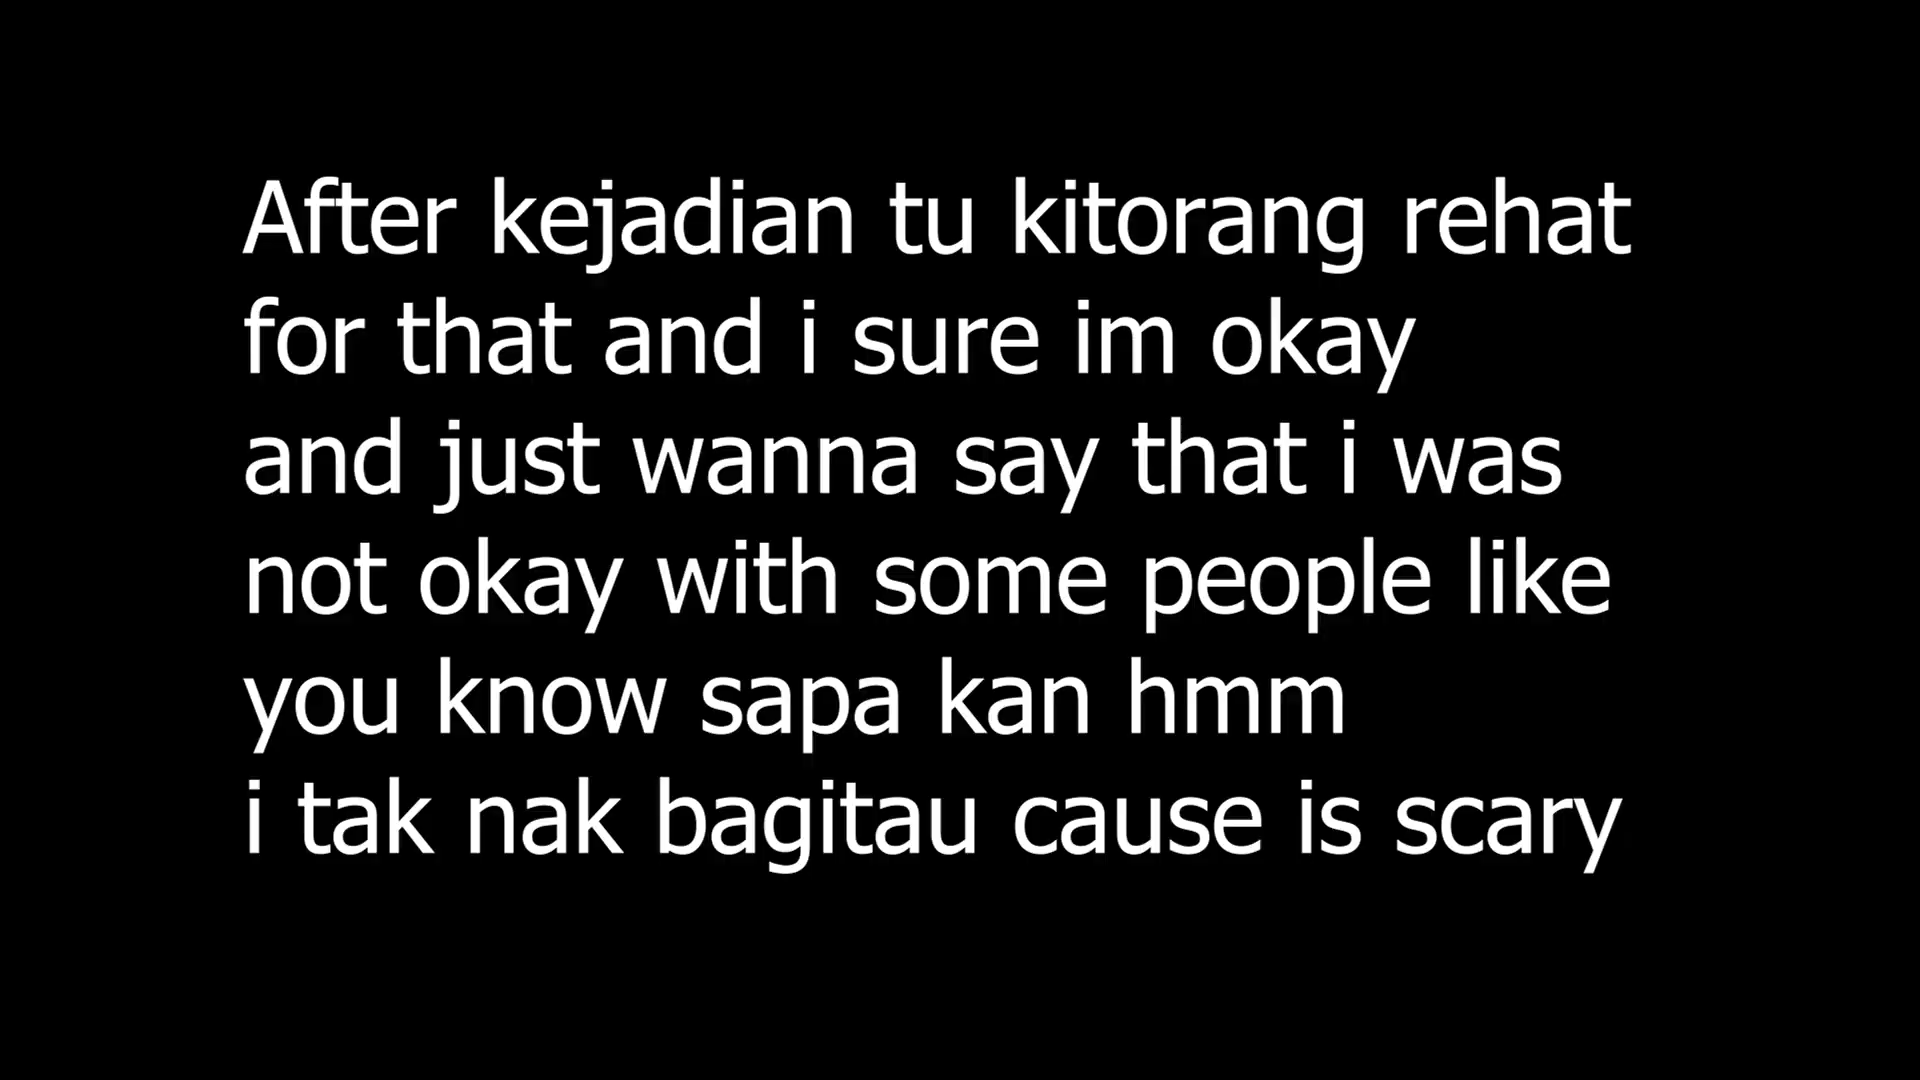 After kejadian tu kitorang rehat
for that and i sure im okay
and just wanna say that i was
not okay with some people like
you know sapa kan hmm
i tak nak bagitau cause is scary